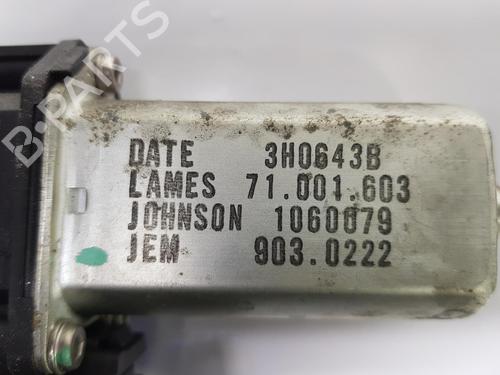 B-PARTS
DATE 3H0643B
LAMES 71.001.603
JOHNSON 1060079
JEM 903.0222